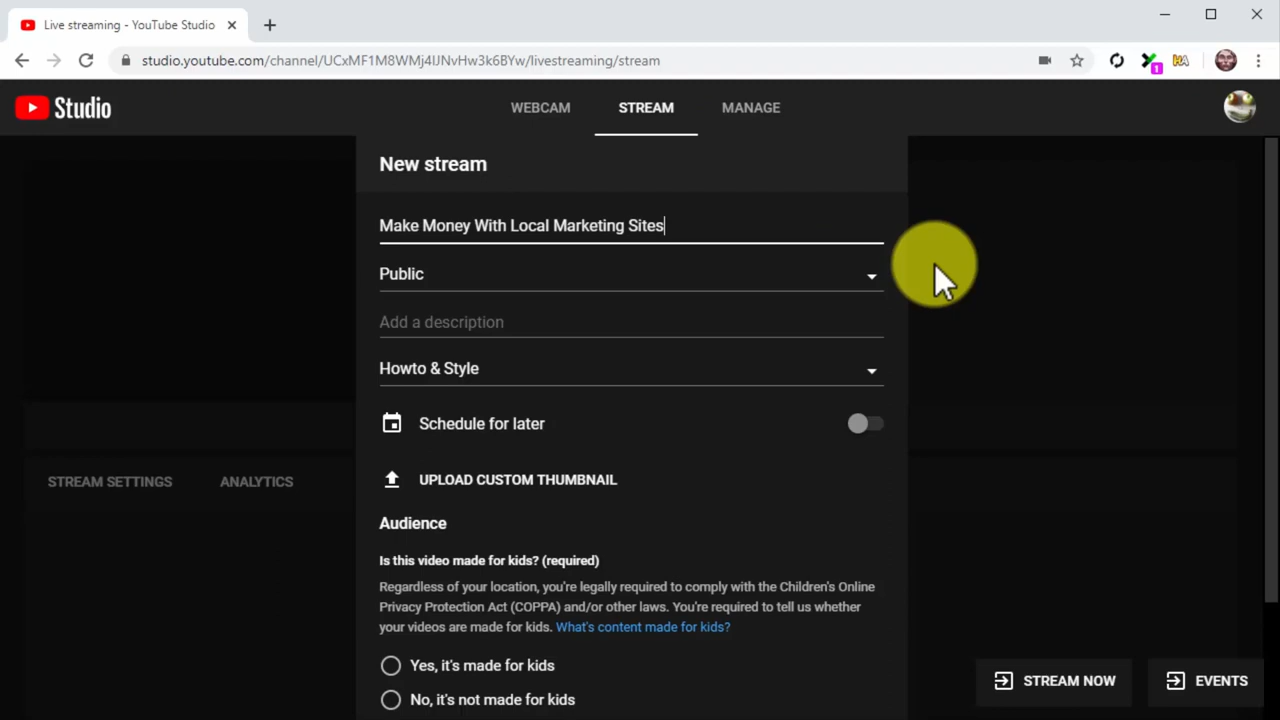 Live streaming - YouTube Studio
studio.youtube.com/channel/UCxMF1M8WMj4IJNvHw3k6BYw/livestreaming/stream
1
Studio
WEBCAM
STREAM
MANAGE
New stream
Make Money With Local Marketing Sites
Public
Add a description
Howto & Style
Schedule for later
UPLOAD CUSTOM THUMBNAIL
STREAM SETTINGS
ANALYTICS
Audience
Is this video made for kids? (required)
Regardless of your location, you're legally required to comply with the Children's Online
Privacy Protection Act (COPPA) and/or other laws. You're required to tell us whether
your videos are made for kids. What's content made for kids?
Yes, it's made for kids
No, it's not made for kids
STREAM NOW
EVENTS